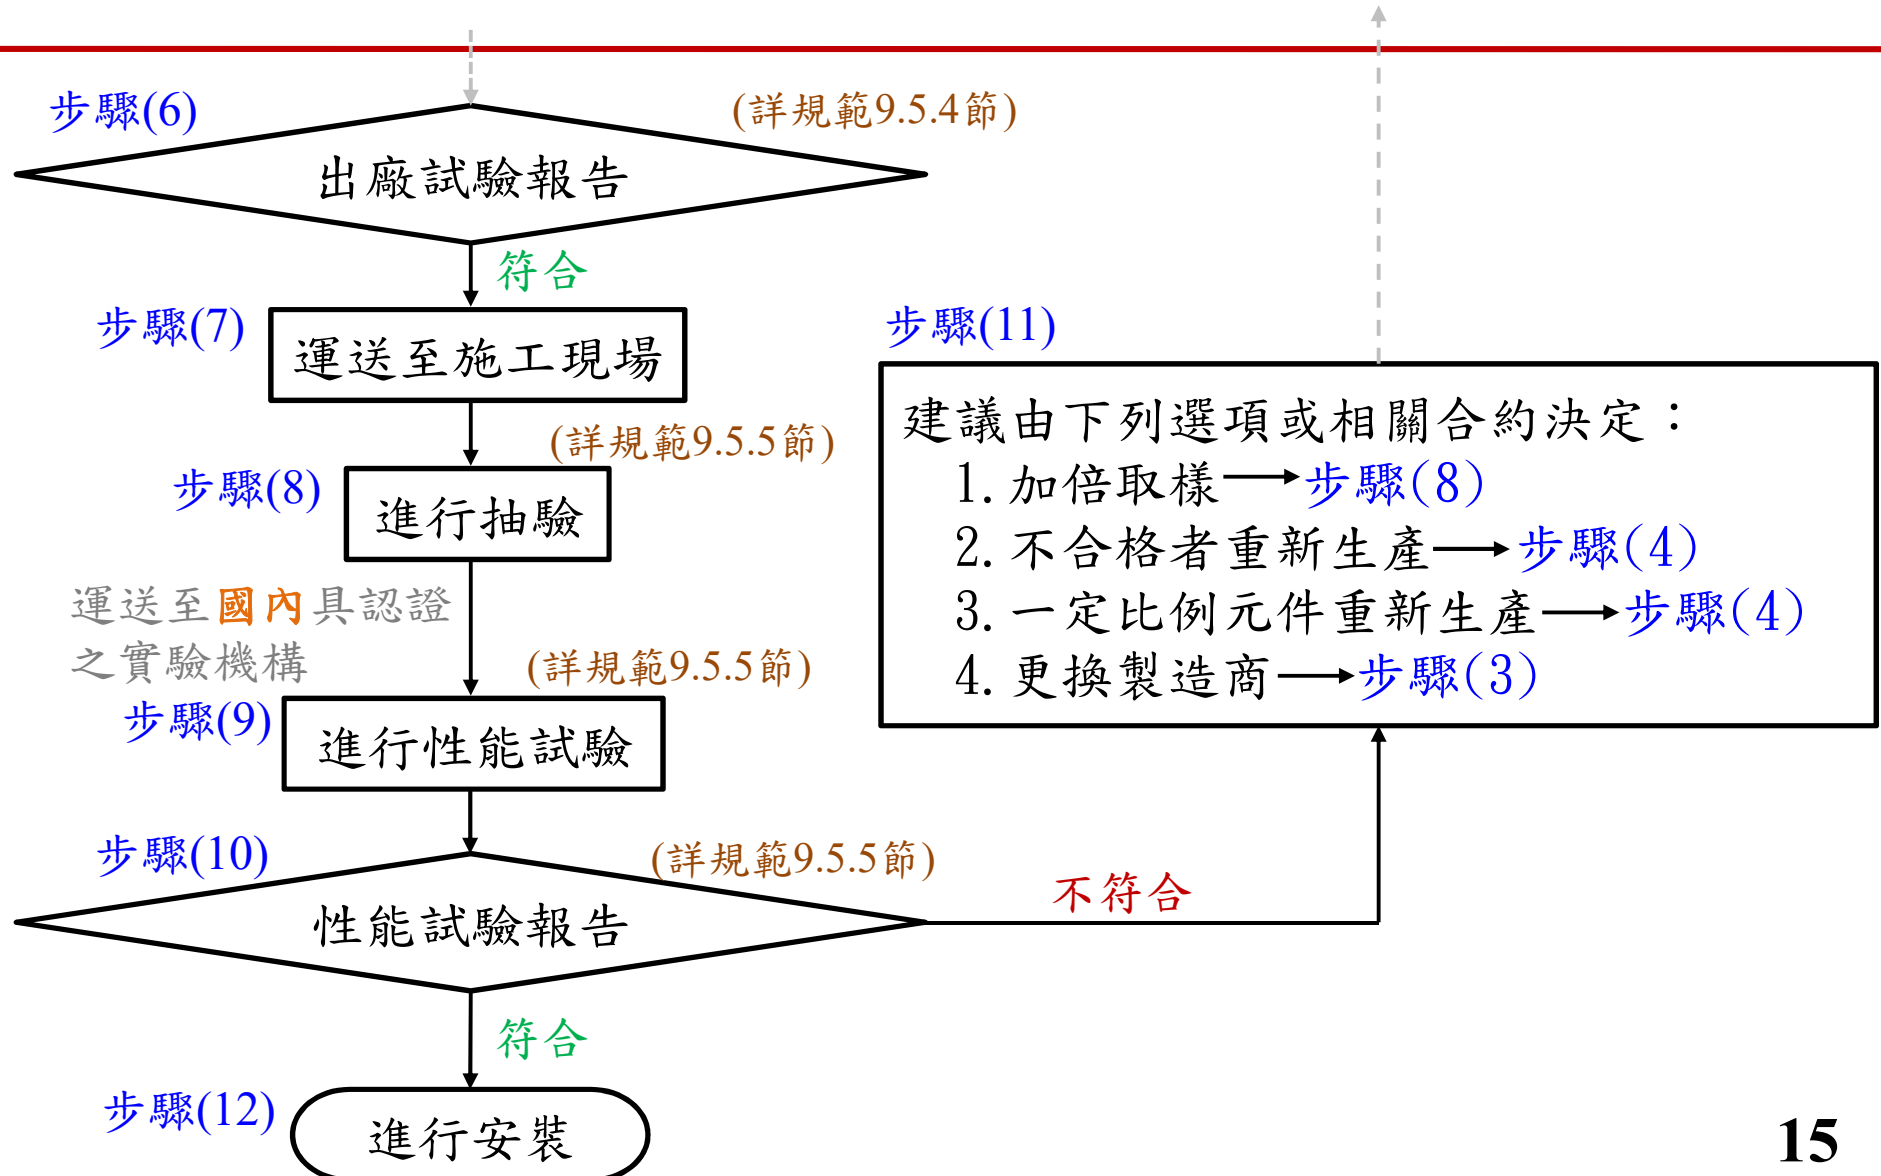 步驟(6)
(詳規範9.5.4節)
出廠試驗報告
符合
步驟(7)
運送至施工現場
(詳規範9.5.5節)
步驟(8)
進行抽驗
運送至國內具認證
之實驗機構
(詳規範9.5.5節)
步驟(9)
進行性能試驗
步驟(10)
(詳規範9.5.5節)
性能試驗報告
不符合
符合
步驟(12)
進行安裝
步驟(11)
建議由下列選項或相關合約決定：
1.加倍取樣→步驟(8)
2.不合格者重新生產→步驟(4)
3.一定比例元件重新生產→步驟(4)
4.更換製造商→步驟(3)
15